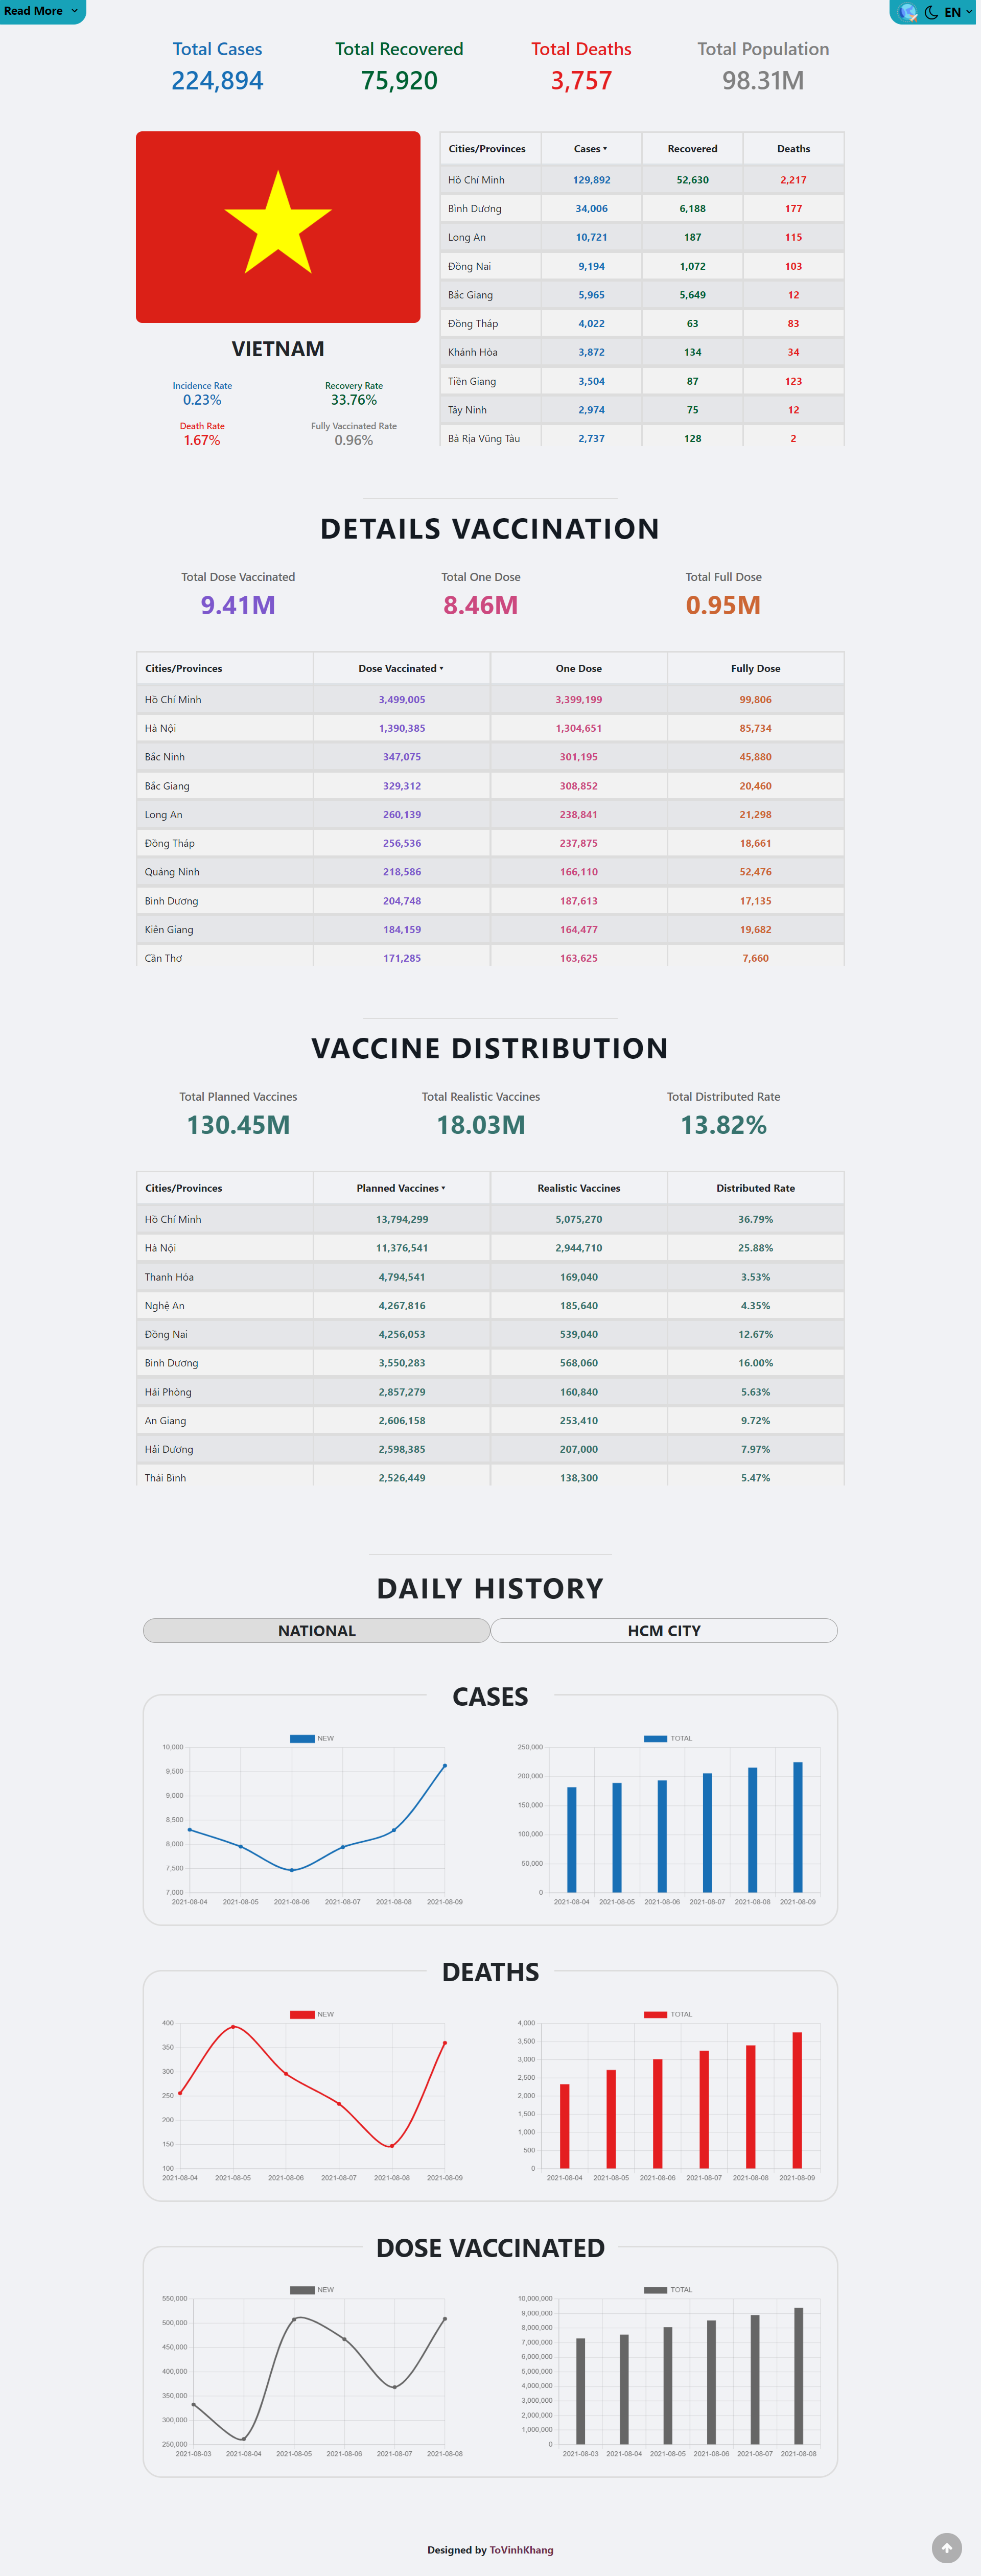 Read More
EN
Total Cases Total Recovered Total Deaths Total Population
224,894 75,920 3,757 98.31M
VIETNAM
Incidence Rate Recovery Rate
0.23% 33.76%
Death Rate Fully Vaccinated Rate
1.67% 0.96%
Cities/Provinces Cases Recovered Deaths
Hồ Chí Minh 129,892 52,630 2,217
Bình Dương 34,006 6,188 177
Long An 10,721 187 115
Đồng Nai 9,194 1,072 103
Bắc Giang 5,965 5,649 12
Đồng Tháp 4,022 63 83
Khánh Hòa 3,872 134 34
Tiền Giang 3,504 87 123
Tây Ninh 2,974 75 12
Bà Rịa Vũng Tàu 2,737 128 2
DETAILS VACCINATION
Total Dose Vaccinated Total One Dose Total Full Dose
9.41M 8.46M 0.95M
Cities/Provinces Dose Vaccinated One Dose Fully Dose
Hồ Chí Minh 3,499,005 3,399,199 99,806
Hà Nội 1,390,385 1,304,651 85,734
Bắc Ninh 347,075 301,195 45,880
Bắc Giang 329,312 308,852 20,460
Long An 260,139 238,841 21,298
Đồng Tháp 256,536 237,875 18,661
Quảng Ninh 218,586 166,110 52,476
Bình Dương 204,748 187,613 17,135
Kiên Giang 184,159 164,477 19,682
Cần Thơ 171,285 163,625 7,660
VACCINE DISTRIBUTION
Total Planned Vaccines Total Realistic Vaccines Total Distributed Rate
130.45M 18.03M 13.82%
Cities/Provinces Planned Vaccines Realistic Vaccines Distributed Rate
Hồ Chí Minh 13,794,299 5,075,270 36.79%
Hà Nội 11,376,541 2,944,710 25.88%
Thanh Hóa 4,794,541 169,040 3.53%
Nghệ An 4,267,816 185,640 4.35%
Đồng Nai 4,256,053 539,040 12.67%
Bình Dương 3,550,283 568,060 16.00%
Hải Phòng 2,857,279 160,840 5.63%
An Giang 2,606,158 253,410 9.72%
Hải Dương 2,598,385 207,000 7.97%
Thái Bình 2,526,449 138,300 5.47%
DAILY HISTORY
NATIONAL HCM CITY
CASES
NEW
10,000
9,500
9,000
8,500
8,000
7,500
7,000
2021-08-04 2021-08-05 2021-08-06 2021-08-07 2021-08-08 2021-08-09
TOTAL
250,000
200,000
150,000
100,000
50,000
0
2021-08-04 2021-08-05 2021-08-06 2021-08-07 2021-08-08 2021-08-09
DEATHS
NEW
400
350
300
250
200
150
100
2021-08-04 2021-08-05 2021-08-06 2021-08-07 2021-08-08 2021-08-09
TOTAL
4,000
3,500
3,000
2,500
2,000
1,500
1,000
500
0
2021-08-04 2021-08-05 2021-08-06 2021-08-07 2021-08-08 2021-08-09
DOSE VACCINATED
NEW
550,000
500,000
450,000
400,000
350,000
300,000
250,000
2021-08-03 2021-08-04 2021-08-05 2021-08-06 2021-08-07 2021-08-08
TOTAL
10,000,000
9,000,000
8,000,000
7,000,000
6,000,000
5,000,000
4,000,000
3,000,000
2,000,000
1,000,000
0
2021-08-03 2021-08-04 2021-08-05 2021-08-06 2021-08-07 2021-08-08
Designed by ToVinhKhang